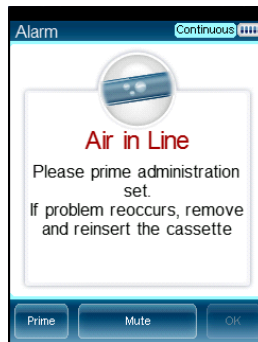 Alarm
Continuous
Air in Line
Please prime administration
set.
If problem reoccurs, remove
and reinsert the cassette
Prime
Mute
OK